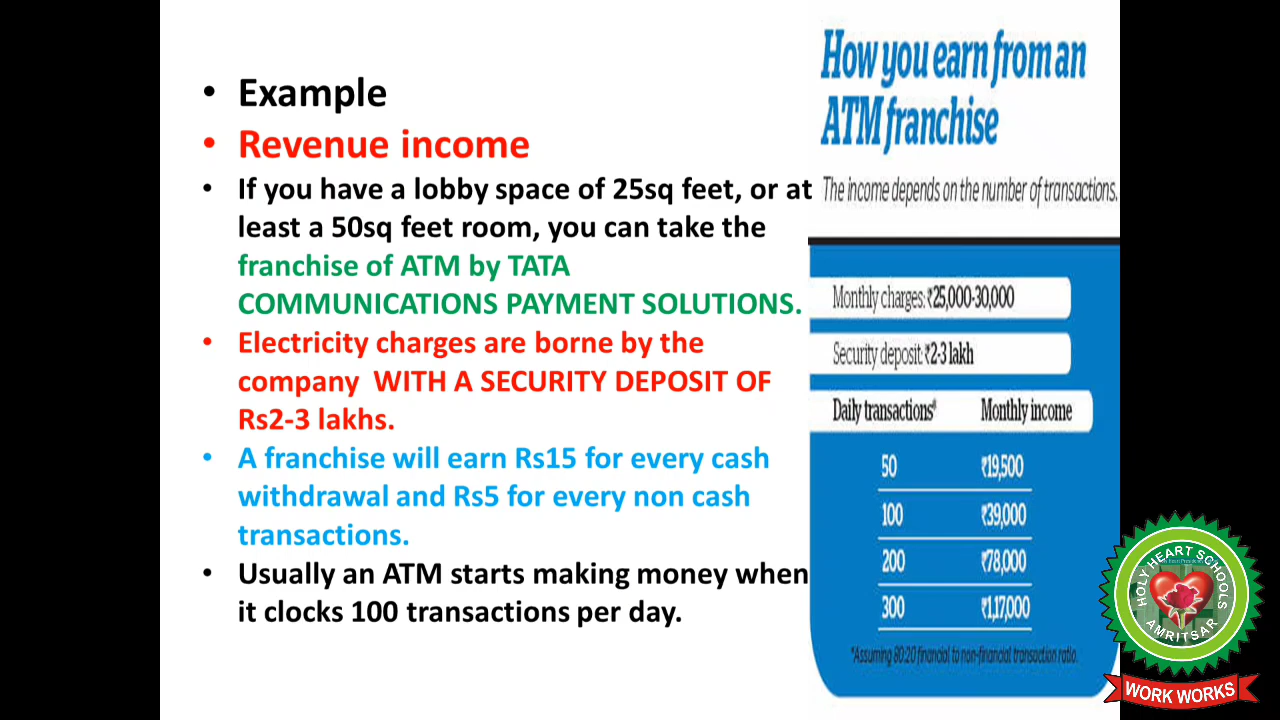 • Example
• Revenue income
• If you have a lobby space of 25sq feet, or at
least a 50sq feet room, you can take the
franchise of ATM by TATA
COMMUNICATIONS PAYMENT SOLUTIONS.
• Electricity charges are borne by the
company WITH A SECURITY DEPOSIT OF
Rs2-3 lakhs.
• A franchise will earn Rs15 for every cash
withdrawal and Rs5 for every non cash
transactions.
• Usually an ATM starts making money when
it clocks 100 transactions per day.
How you earn from an
ATM franchise
The income depends on the number of transactions.
Monthly charges: ₹25,000-30,000
Security deposit: ₹2-3 lakh
Daily transactions* Monthly income
50 ₹19,500
100 ₹39,000
200 ₹78,000
300 ₹1,17,000
*Assuming 80:20 financial to non-financial transaction ratio.
HOLY HEART SCHOOLS
AMRITSAR
WORK WORKS